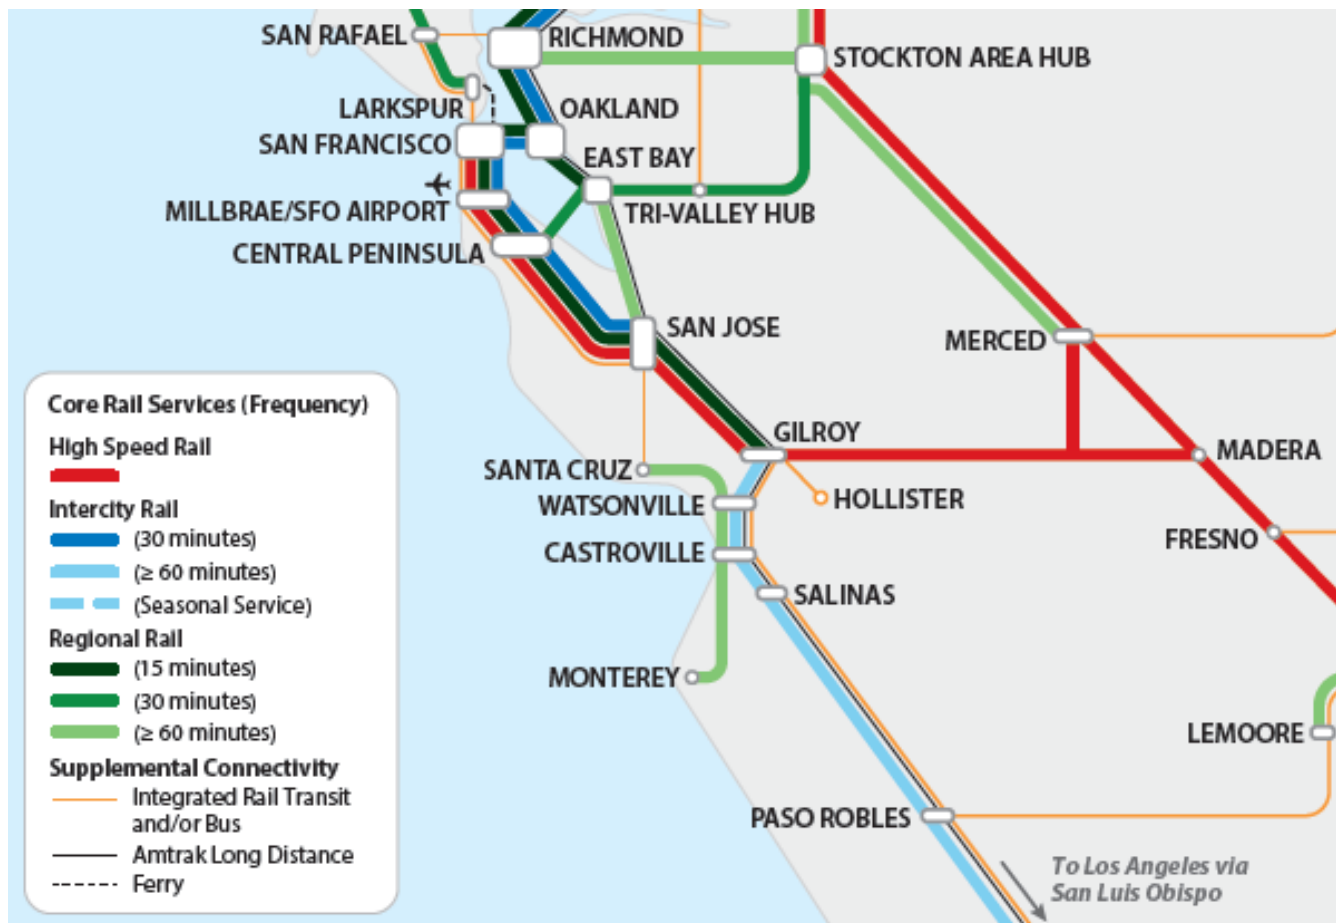 SAN RAFAEL
RICHMOND
STOCKTON AREA HUB
LARKSPUR
OAKLAND
SAN FRANCISCO
EAST BAY
MILLBRAE/SFO AIRPORT
TRI-VALLEY HUB
CENTRAL PENINSULA
SAN JOSE
MERCED
GILROY
MADERA
SANTA CRUZ
HOLLISTER
WATSONVILLE
FRESNO
CASTROVILLE
SALINAS
MONTEREY
LEMOORE
PASO ROBLES
To Los Angeles via
San Luis Obispo
Core Rail Services (Frequency)
High Speed Rail
Intercity Rail
(30 minutes)
(≥ 60 minutes)
(Seasonal Service)
Regional Rail
(15 minutes)
(30 minutes)
(≥ 60 minutes)
Supplemental Connectivity
Integrated Rail Transit
and/or Bus
Amtrak Long Distance
Ferry